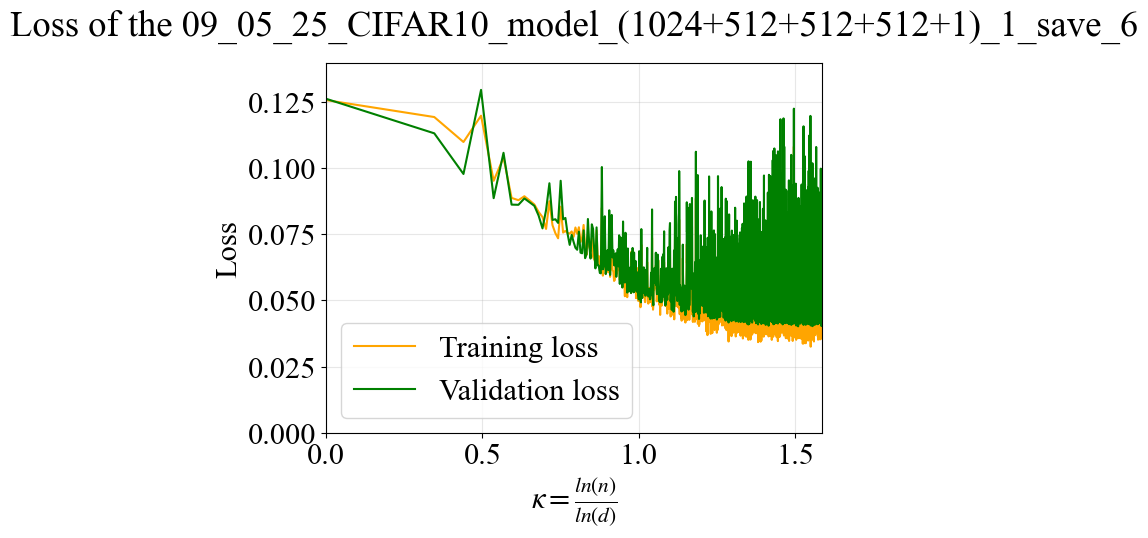 Loss of the 09_05_25_CIFAR10_model_(1024+512+512+512+1)_1_save_6
0.125
0.100
0.075
0.050
0.025
0.000
Loss
Training loss
Validation loss
0.0 0.5 1.0 1.5
κ = ln(n)/ln(d)